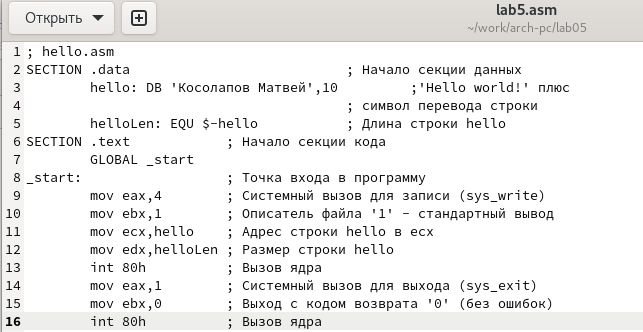 Открыть
lab5.asm
~/work/arch-pc/lab05
1 ; hello.asm
2 SECTION .data ; Начало секции данных
3 hello: DB 'Косолапов Матвей',10 ;'Hello world!' плюс
4 ; символ перевода строки
5 helloLen: EQU $-hello ; Длина строки hello
6 SECTION .text ; Начало секции кода
7 GLOBAL _start
8 _start: ; Точка входа в программу
9 mov eax,4 ; Системный вызов для записи (sys_write)
10 mov ebx,1 ; Описатель файла '1' - стандартный вывод
11 mov ecx,hello ; Адрес строки hello в ecx
12 mov edx,helloLen ; Размер строки hello
13 int 80h ; Вызов ядра
14 mov eax,1 ; Системный вызов для выхода (sys_exit)
15 mov ebx,0 ; Выход с кодом возврата '0' (без ошибок)
16 int 80h ; Вызов ядра